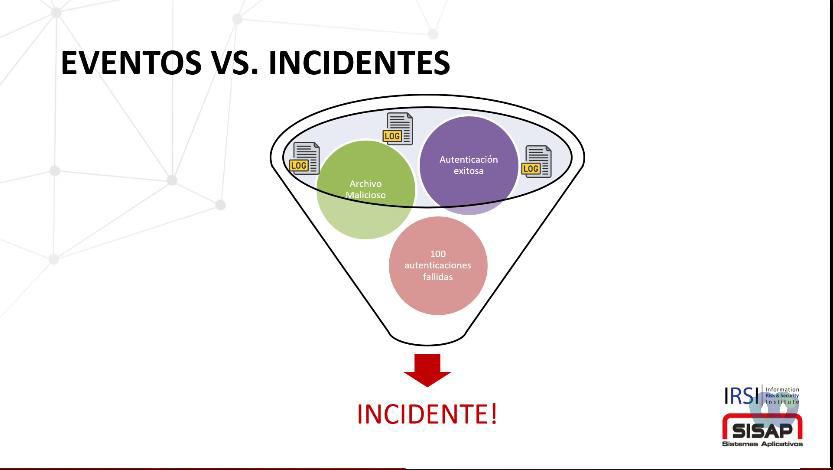 EVENTOS VS. INCIDENTES
LOG
LOG
LOG
Autenticación
exitosa
Archivo
Malicioso
100
autenticaciones
fallidas
INCIDENTE!
IRSI Information
Risk & Security
Institute
SISAP
Sistemas Aplicativos